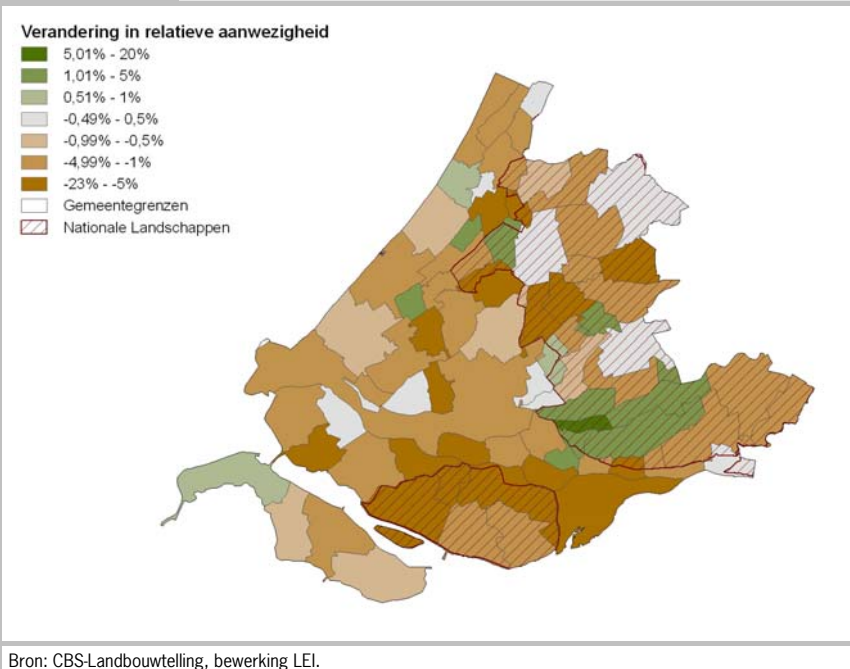 Verandering in relatieve aanwezigheid
5,01% - 20%
1,01% - 5%
0,51% - 1%
-0,49% - 0,5%
-0,99% - -0,5%
-4,99% - -1%
-23% - -5%
Gemeentegrenzen
Nationale Landschappen
Bron: CBS-Landbouwtelling, bewerking LEI.